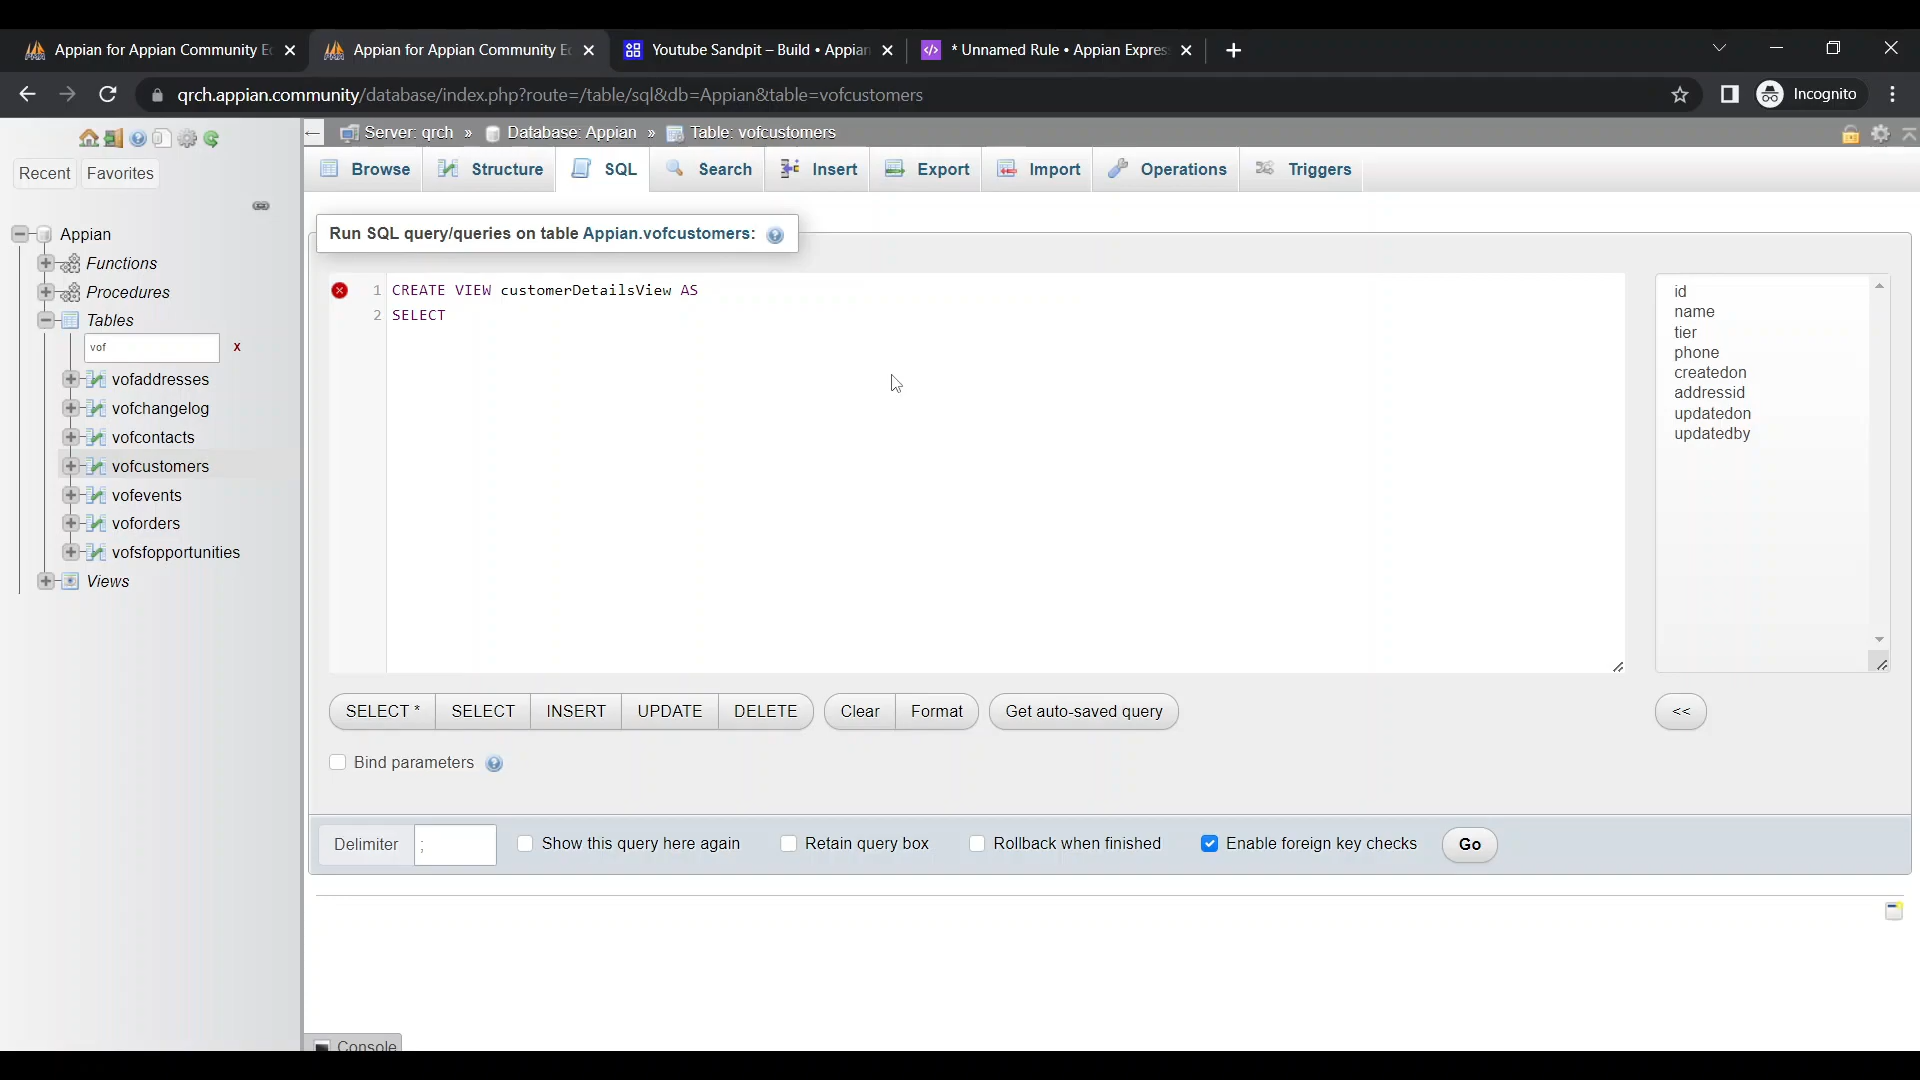 Appian for Appian Community E
Appian for Appian Community E
Youtube Sandpit – Build • Appian
* Unnamed Rule • Appian Expres
qrch.appian.community/database/index.php?route=/table/sql&db=Appian&table=vofcustomers
Incognito
Server: qrch » Database: Appian » Table: vofcustomers
Recent
Favorites
Browse
Structure
SQL
Search
Insert
Export
Import
Operations
Triggers
Appian
Functions
Procedures
Tables
vof
X
vofaddresses
vofchangelog
vofcontacts
vofcustomers
vofevents
voforders
vofsfopportunities
Views
Run SQL query/queries on table Appian.vofcustomers:
1 CREATE VIEW customerDetailsView AS
2 SELECT
id
name
tier
phone
createdon
addressid
updatedon
updatedby
SELECT *
SELECT
INSERT
UPDATE
DELETE
Clear
Format
Get auto-saved query
<<
Bind parameters
Delimiter
;
Show this query here again
Retain query box
Rollback when finished
Enable foreign key checks
Go
Console